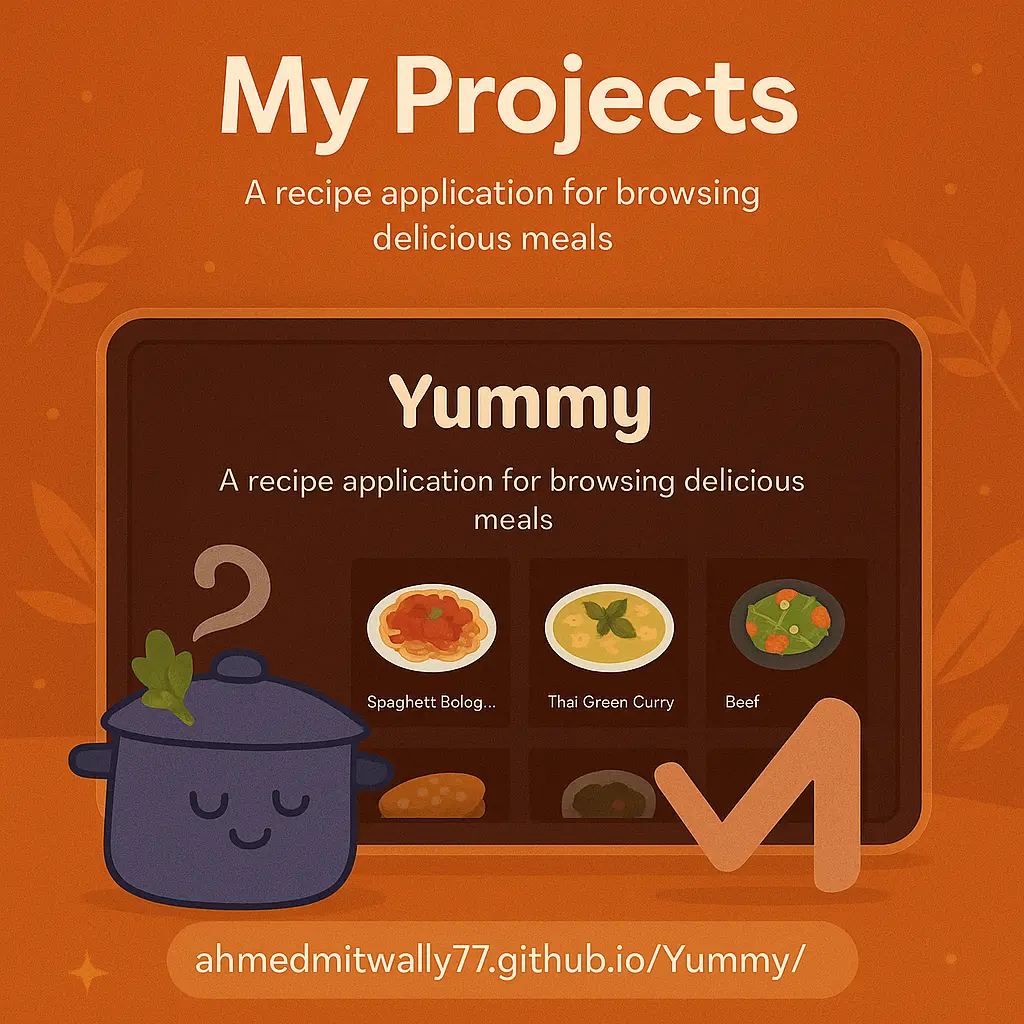 My Projects
A recipe application for browsing
delicious meals
Yummy
A recipe application for browsing delicious
meals
Spaghett Bolog...
Thai Green Curry
Beef
ahmedmitwally77.github.io/Yummy/